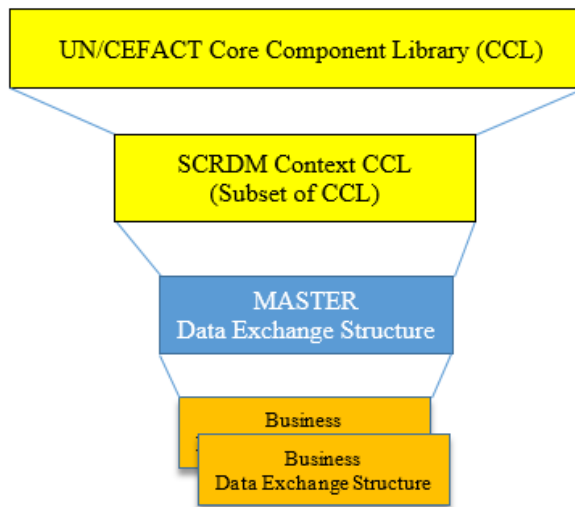 UN/CEFACT Core Component Library (CCL)
SCRDM Context CCL
(Subset of CCL)
MASTER
Data Exchange Structure
Business
Business
Data Exchange Structure